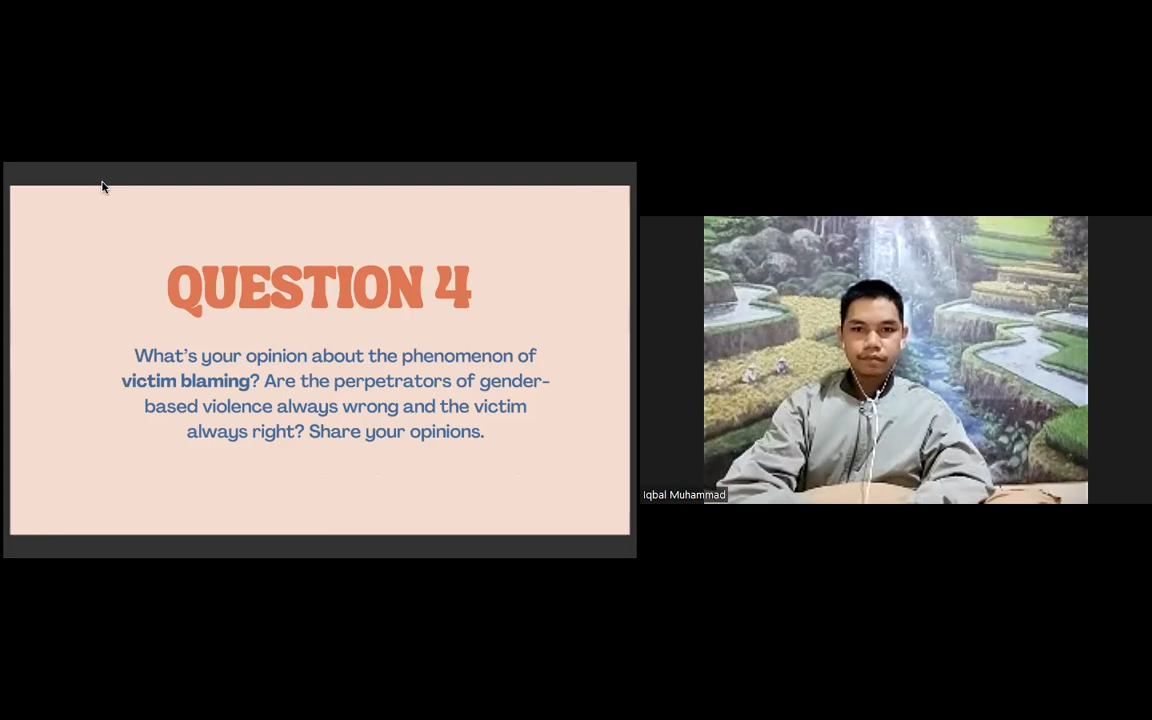 QUESTION 4
What's your opinion about the phenomenon of
victim blaming? Are the perpetrators of gender-
based violence always wrong and the victim
always right? Share your opinions.
Iqbal Muhammad